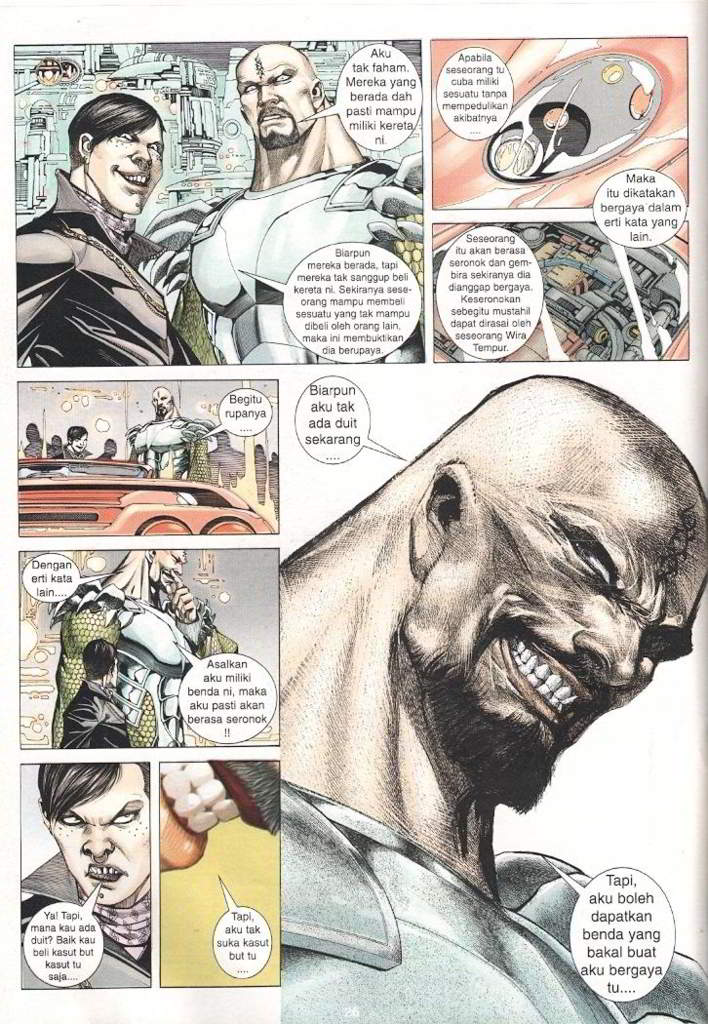 Aku
tak faham.
Mereka yang
berada dah
pasti mampu
miliki kereta
ni.
Biarpun
mereka berada, tapi
mereka tak sanggup beli
kereta ni. Sekiranya sese-
orang mampu membeli
sesuatu yang tak mampu
dibeli oleh orang lain,
maka ini membuktikan
dia berupaya.
Apabila
seseorang tu
cuba miliki
sesuatu tanpa
mempedulikan
akibatnya
....
Maka
itu dikatakan
bergaya dalam
erti kata yang
lain.
Seseorang
itu akan berasa
seronok dan gem-
bira sekiranya dia
dianggap bergaya.
Keseronokan
sebegitu mustahil
dapat dirasai oleh
seseorang Wira
Tempur.
Begitu
rupanya
....
Biarpun
aku tak
ada duit
sekarang
....
Dengan
erti kata
lain....
Asalkan
aku miliki
benda ni, maka
aku pasti akan
berasa seronok
!!
Ya! Tapi,
mana kau ada
duit? Baik kau
beli kasut but
kasut tu
saja....
Tapi,
aku tak
suka kasut
but tu
....
Tapi,
aku boleh
dapatkan
benda yang
bakal buat
aku bergaya
tu....
26